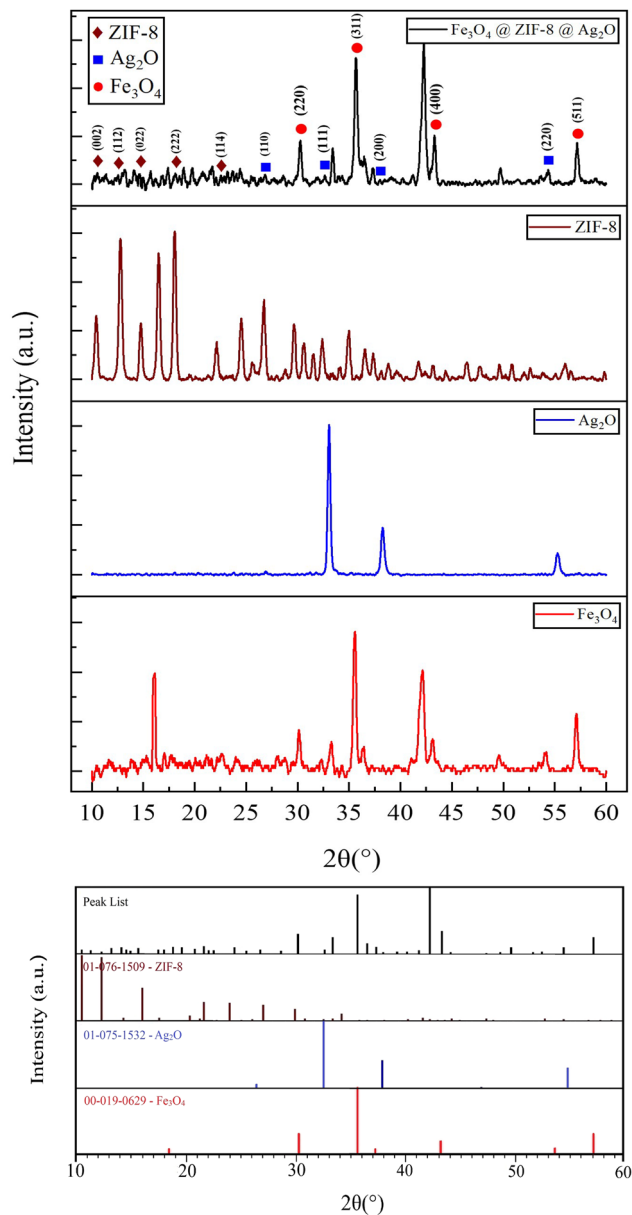 ZIF-8
Ag₂O
Fe₃O₄
Fe₃O₄ @ ZIF-8 @ Ag₂O
(002)
(112)
(022)
(222)
(114)
(110)
(220)
(111)
(311)
(200)
(400)
(220)
(511)
ZIF-8
Ag₂O
Fe₃O₄
Intensity (a.u.)
10 15 20 25 30 35 40 45 50 55 60
2θ(°)
Peak List
01-076-1509 - ZIF-8
01-075-1532 - Ag₂O
00-019-0629 - Fe₃O₄
Intensity (a.u.)
10 20 30 40 50 60
2θ(°)